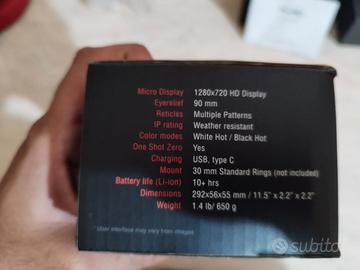 Micro Display 1280x720 HD Display
Eyerelief 90 mm
Reticles Multiple Patterns
IP rating Weather resistant
Color modes White Hot / Black Hot
One Shot Zero Yes
Charging USB, type C
Mount 30 mm Standard Rings (not included)
Battery life (Li-ion) 10+ hrs
Dimensions 292x56x55 mm / 11.5" x 2.2" x 2.2"
Weight 1.4 lb/ 650 g
* User interface may vary from images.
subito